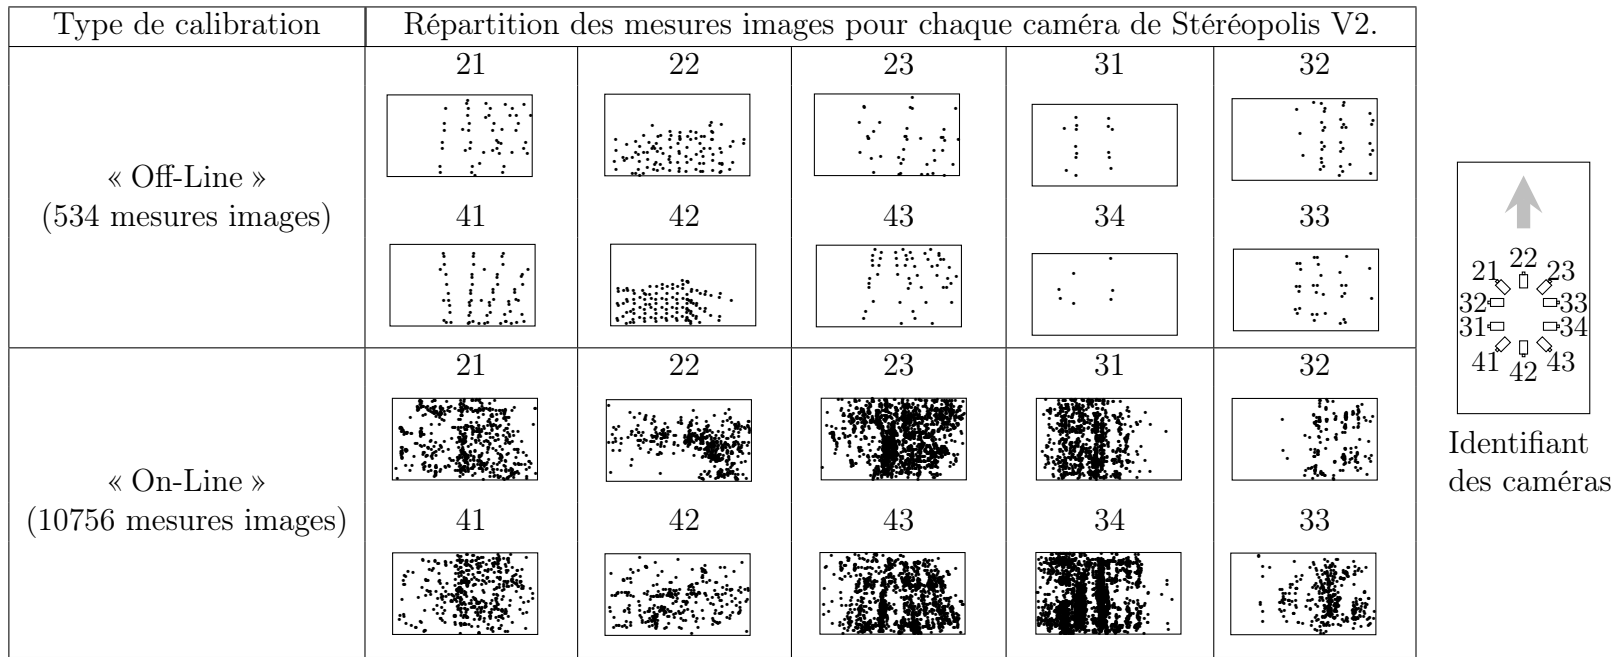 Type de calibration
Répartition des mesures images pour chaque caméra de Stéréopolis V2.
« Off-Line »
(534 mesures images)
21 22 23 31 32
41 42 43 34 33
« On-Line »
(10756 mesures images)
21 22 23 31 32
41 42 43 34 33
22
21 23
32 33
31 34
41 42 43
Identifiant
des caméras